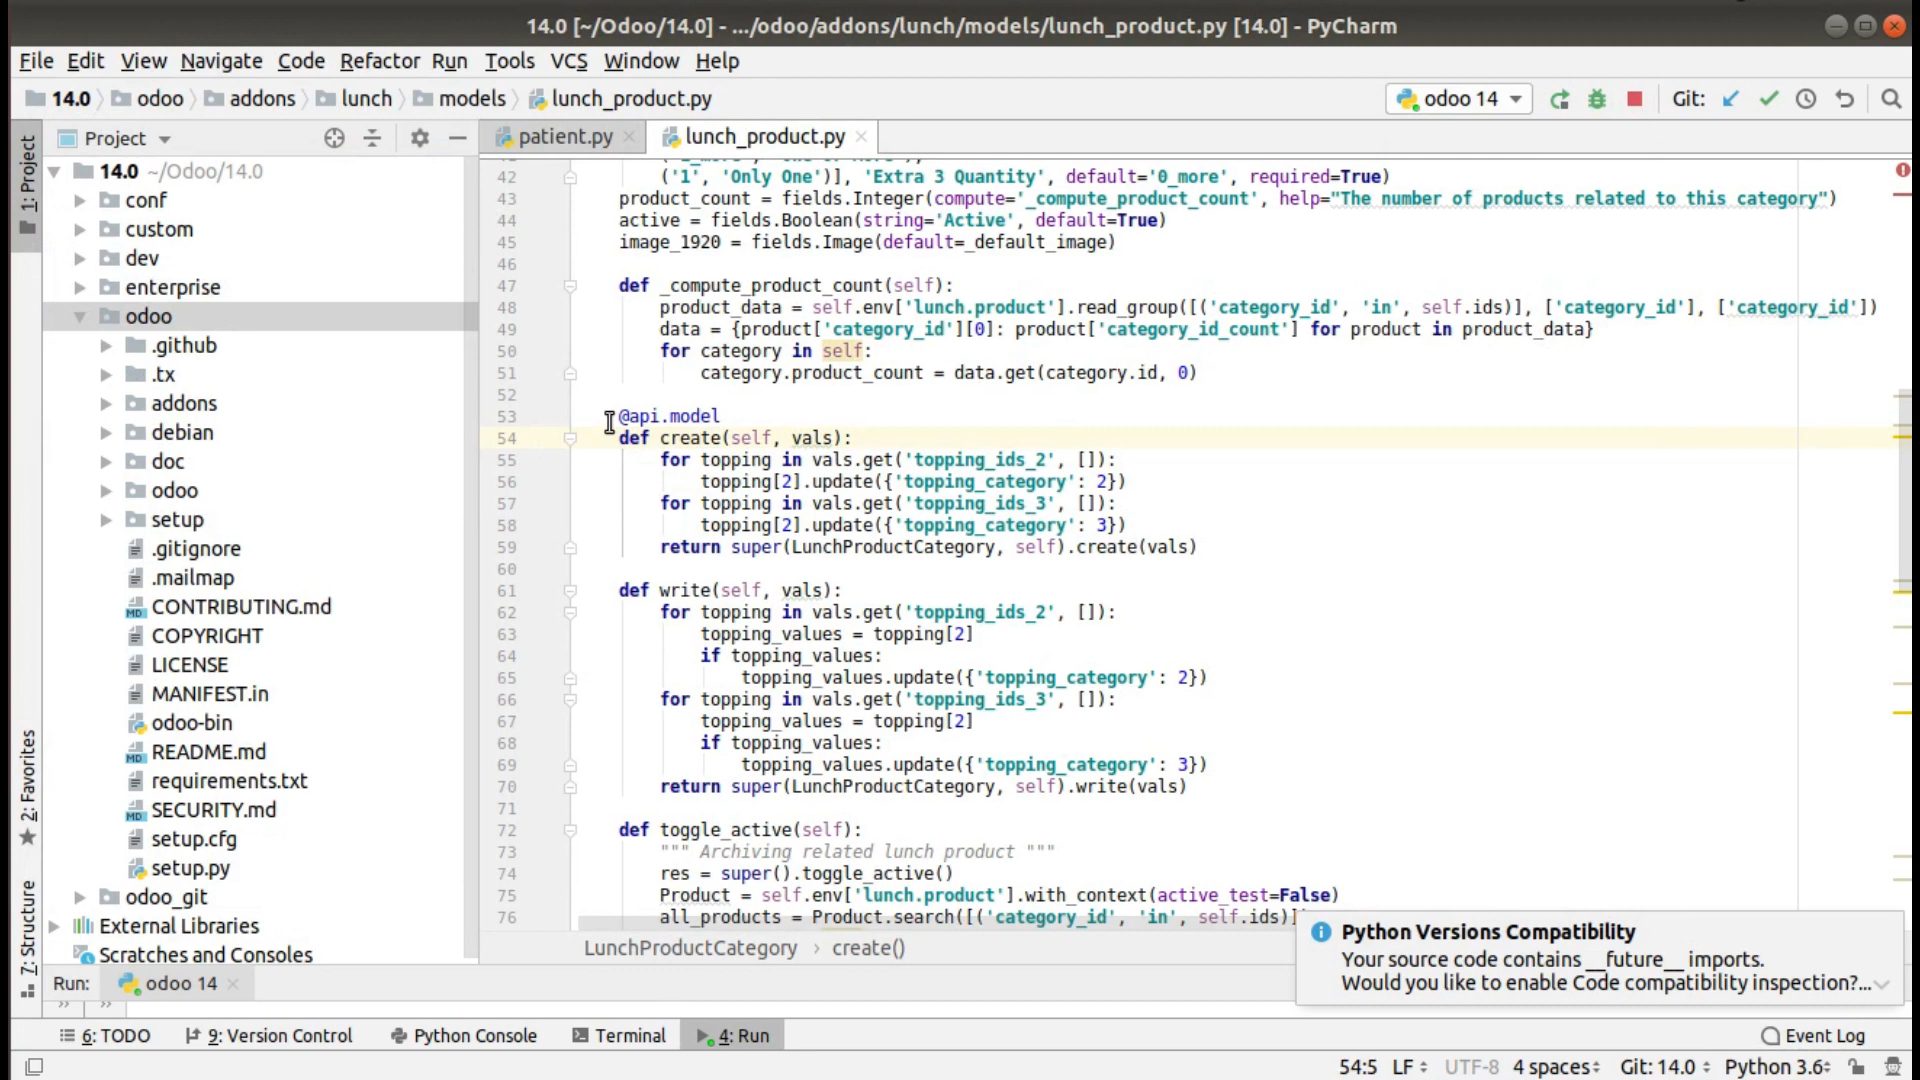 14.0 [~/Odoo/14.0] - .../odoo/addons/lunch/models/lunch_product.py [14.0] - PyCharm
File Edit View Navigate Code Refactor Run Tools VCS Window Help
14.0 odoo addons lunch models lunch_product.py
odoo 14
Git:
Project
patient.py
lunch_product.py
1: Project
2: Favorites
7: Structure
14.0 ~/Odoo/14.0
conf
custom
dev
enterprise
odoo
.github
.tx
addons
debian
doc
odoo
setup
.gitignore
.mailmap
CONTRIBUTING.md
COPYRIGHT
LICENSE
MANIFEST.in
odoo-bin
README.md
requirements.txt
SECURITY.md
setup.cfg
setup.py
odoo_git
External Libraries
Scratches and Consoles
42 ('1', 'Only One')], 'Extra 3 Quantity', default='0_more', required=True)
43 product_count = fields.Integer(compute='_compute_product_count', help="The number of products related to this category")
44 active = fields.Boolean(string='Active', default=True)
45 image_1920 = fields.Image(default=_default_image)
46
47 def _compute_product_count(self):
48 product_data = self.env['lunch.product'].read_group([('category_id', 'in', self.ids)], ['category_id'], ['category_id'])
49 data = {product['category_id'][0]: product['category_id_count'] for product in product_data}
50 for category in self:
51 category.product_count = data.get(category.id, 0)
52
53 @api.model
54 def create(self, vals):
55 for topping in vals.get('topping_ids_2', []):
56 topping[2].update({'topping_category': 2})
57 for topping in vals.get('topping_ids_3', []):
58 topping[2].update({'topping_category': 3})
59 return super(LunchProductCategory, self).create(vals)
60
61 def write(self, vals):
62 for topping in vals.get('topping_ids_2', []):
63 topping_values = topping[2]
64 if topping_values:
65 topping_values.update({'topping_category': 2})
66 for topping in vals.get('topping_ids_3', []):
67 topping_values = topping[2]
68 if topping_values:
69 topping_values.update({'topping_category': 3})
70 return super(LunchProductCategory, self).write(vals)
71
72 def toggle_active(self):
73 """ Archiving related lunch product """
74 res = super().toggle_active()
75 Product = self.env['lunch.product'].with_context(active_test=False)
76 all_products = Product.search([('category_id', 'in', self.ids)]
LunchProductCategory › create()
Python Versions Compatibility
Your source code contains __future__ imports.
Would you like to enable Code compatibility inspection?...
Run: odoo 14
» »
6: TODO 9: Version Control Python Console Terminal 4: Run Event Log
54:5 LF UTF-8 4 spaces Git: 14.0 Python 3.6